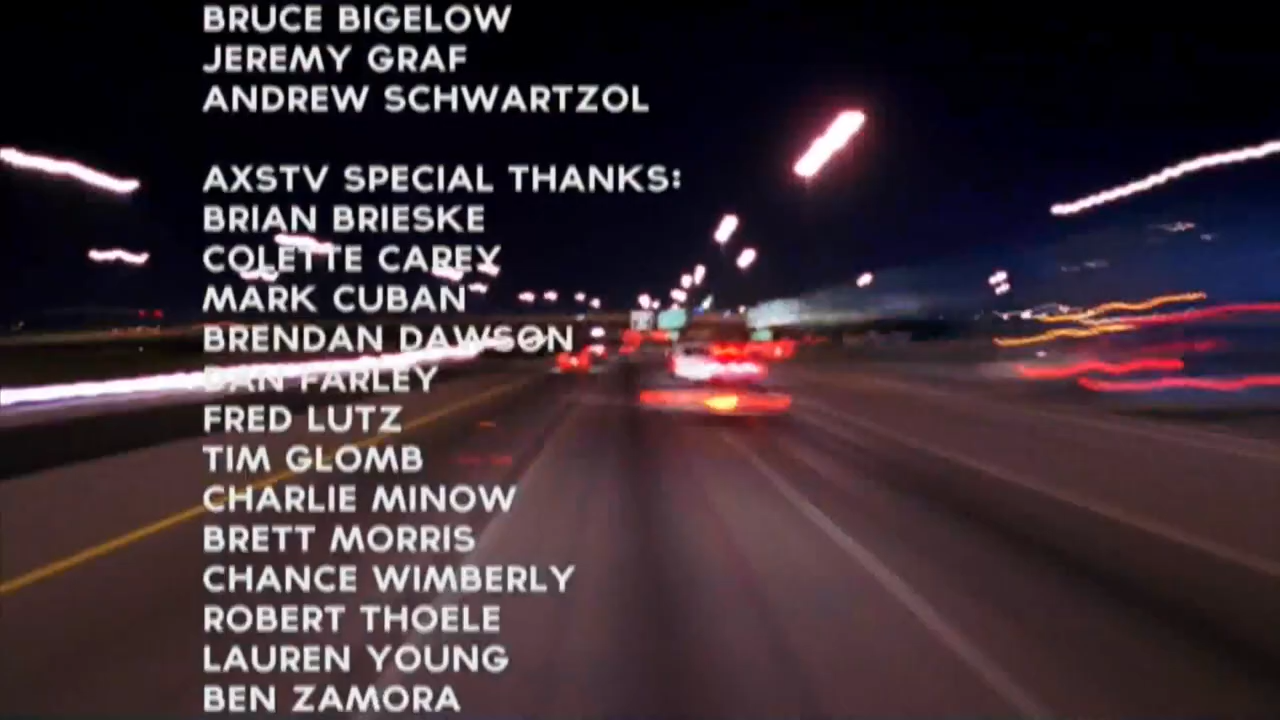 BRUCE BIGELOW
JEREMY GRAF
ANDREW SCHWARTZOL
AXSTV SPECIAL THANKS:
BRIAN BRIESKE
COLETTE CAREY
MARK CUBAN
BRENDAN DAWSON
DAN FARLEY
FRED LUTZ
TIM GLOMB
CHARLIE MINOW
BRETT MORRIS
CHANCE WIMBERLY
ROBERT THOELE
LAUREN YOUNG
BEN ZAMORA